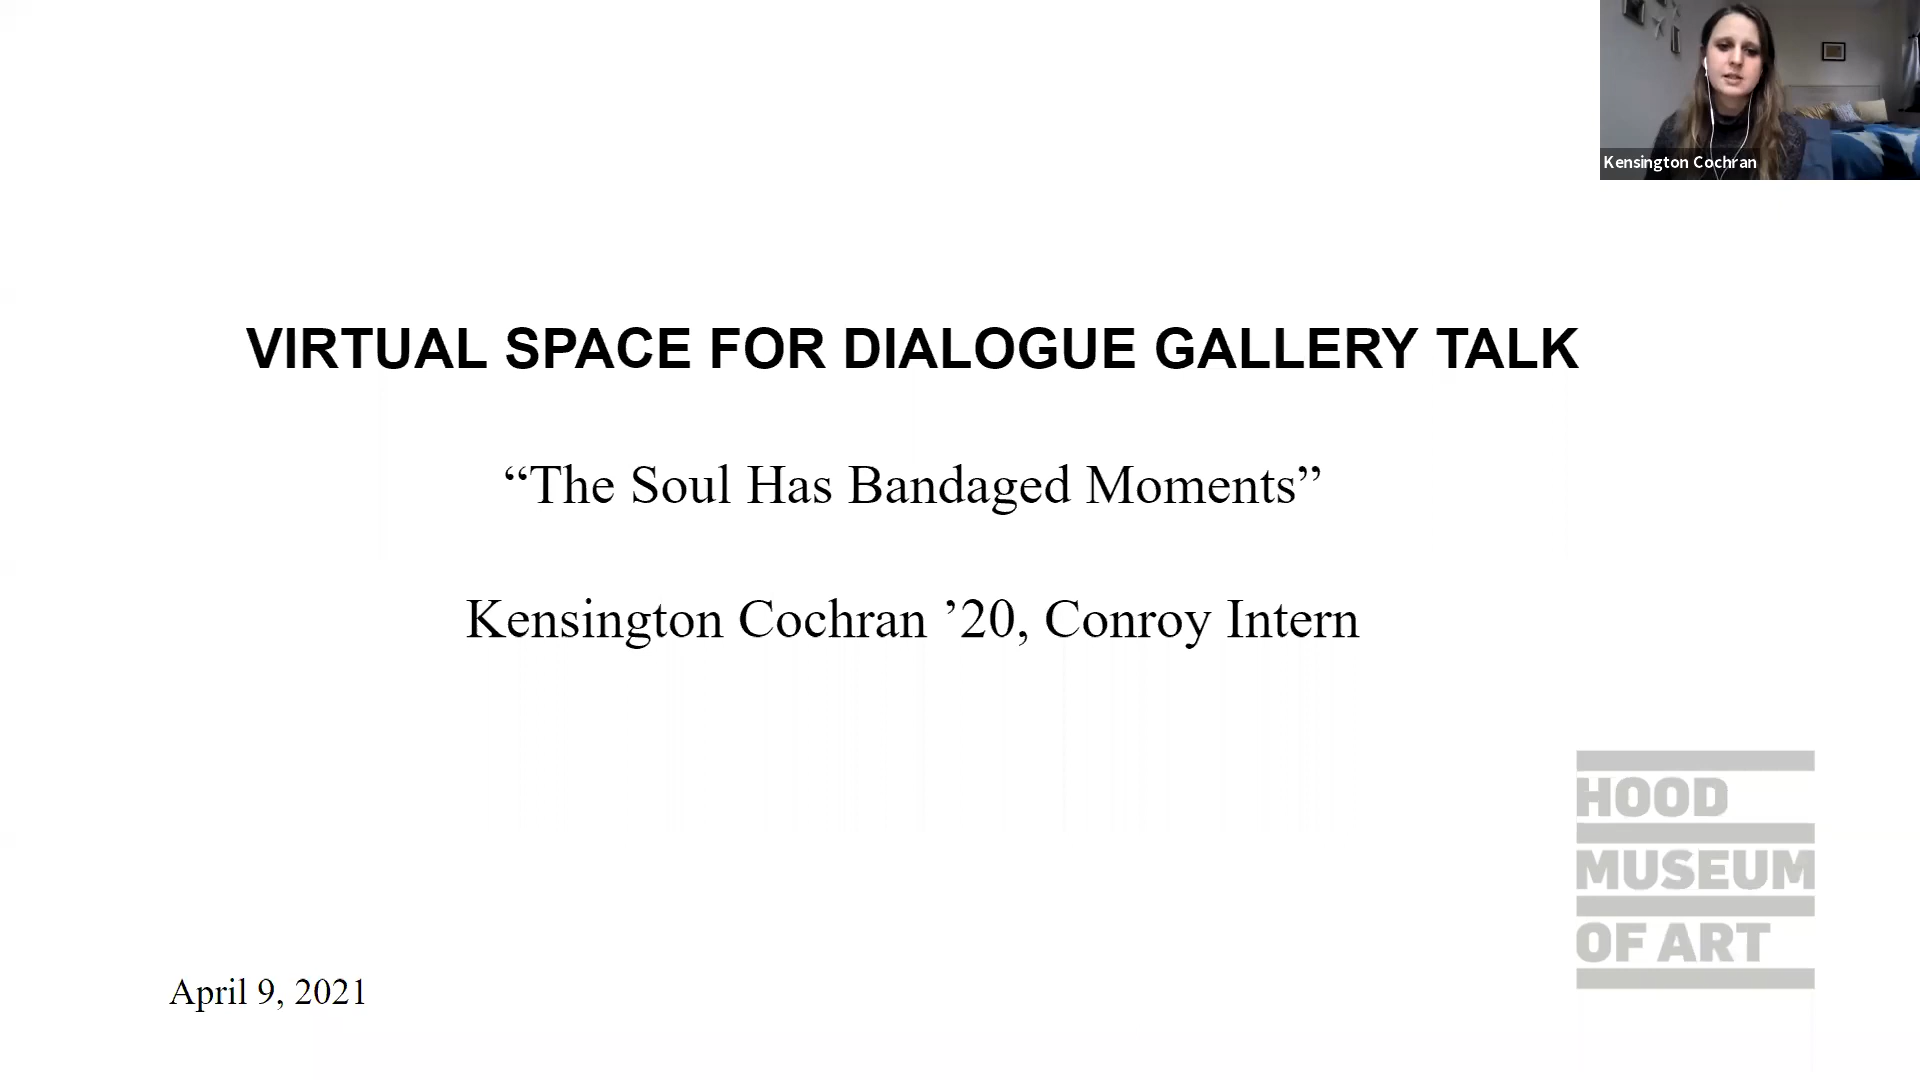 Kensington Cochran
VIRTUAL SPACE FOR DIALOGUE GALLERY TALK
“The Soul Has Bandaged Moments”
Kensington Cochran ’20, Conroy Intern
HOOD
MUSEUM
OF ART
April 9, 2021